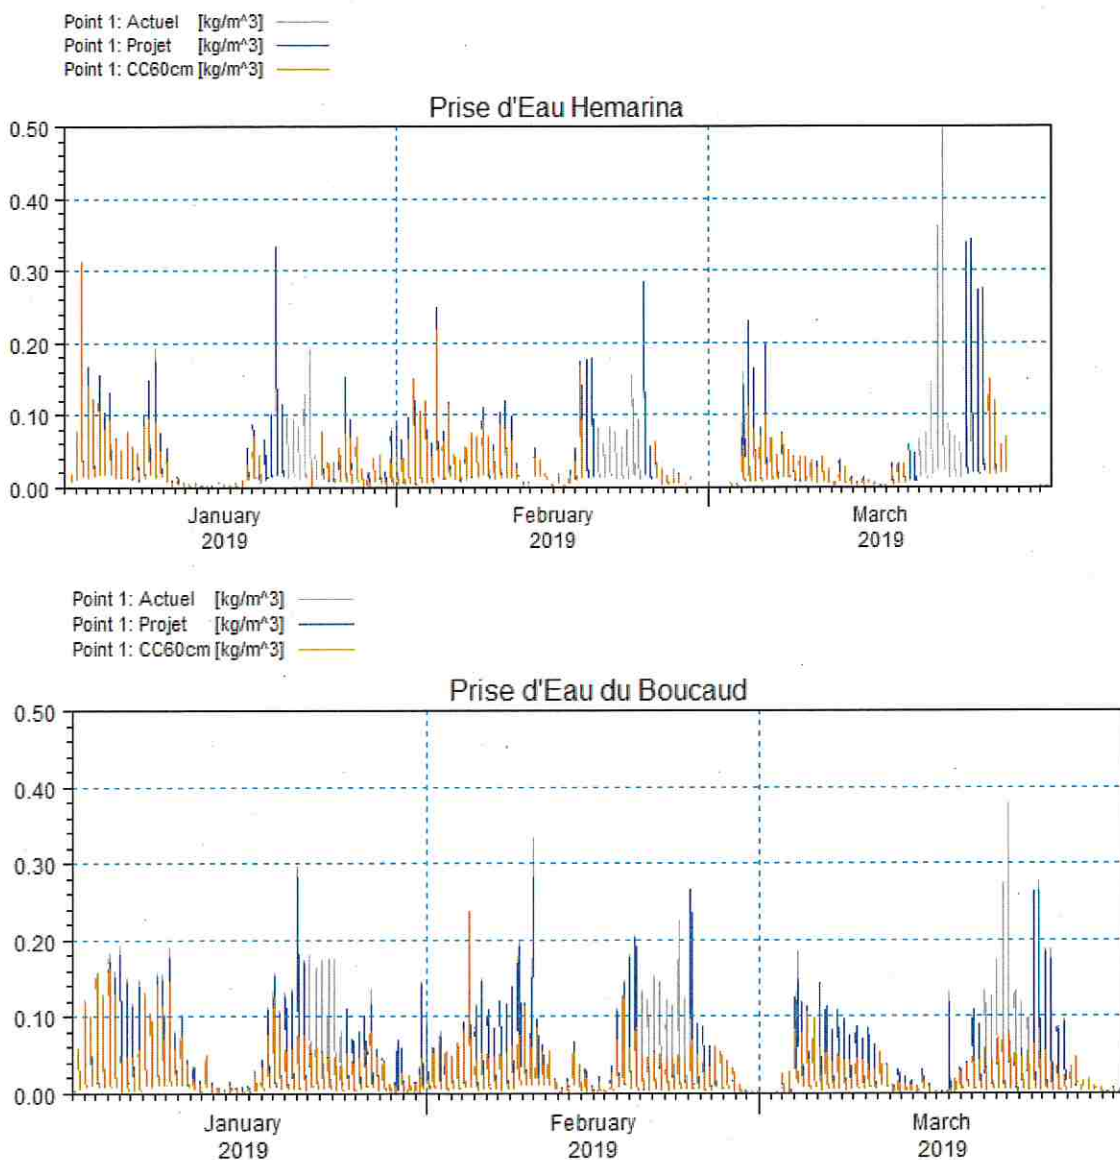 Point 1: Actuel [kg/m^3]
Point 1: Projet [kg/m^3]
Point 1: CC60cm [kg/m^3]
Prise d'Eau Hemarina
0.50
0.40
0.30
0.20
0.10
0.00
January February March
2019 2019 2019
Point 1: Actuel [kg/m^3]
Point 1: Projet [kg/m^3]
Point 1: CC60cm [kg/m^3]
Prise d'Eau du Boucaud
0.50
0.40
0.30
0.20
0.10
0.00
January February March
2019 2019 2019